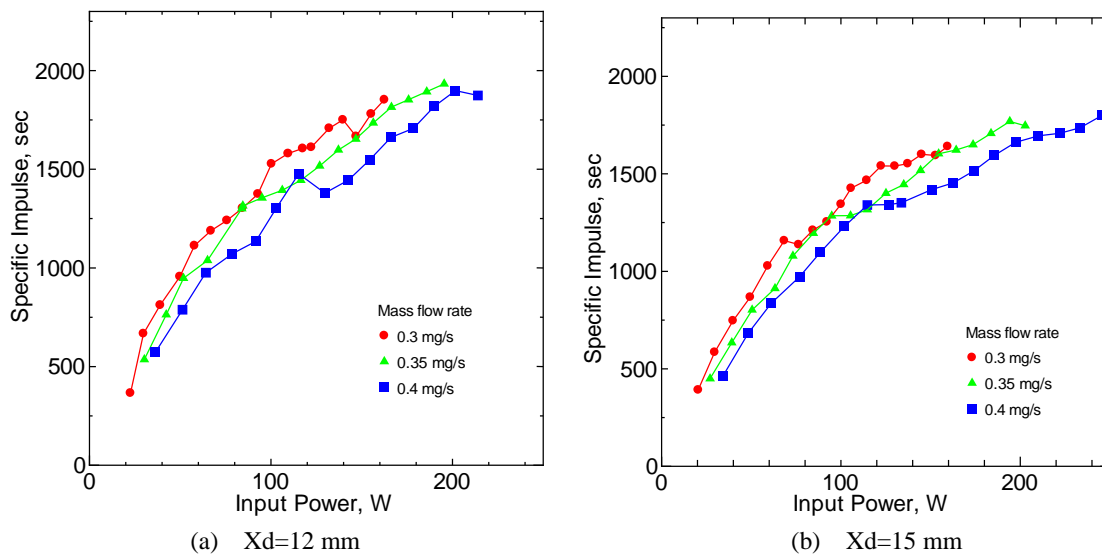 2000
1500
1000
500
0
Specific Impulse, sec
Mass flow rate
0.3 mg/s
0.35 mg/s
0.4 mg/s
0 100 200
Input Power, W
(a) Xd=12 mm
2000
1500
1000
500
0
Specific Impulse, sec
Mass flow rate
0.3 mg/s
0.35 mg/s
0.4 mg/s
0 100 200
Input Power, W
(b) Xd=15 mm